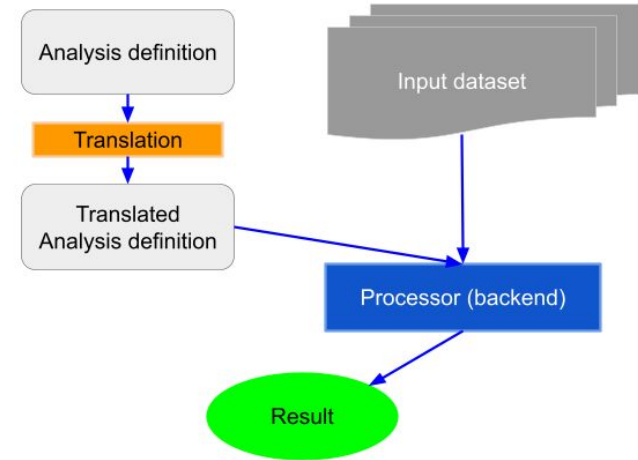 Analysis definition
Input dataset
Translation
Translated
Analysis definition
Processor (backend)
Result